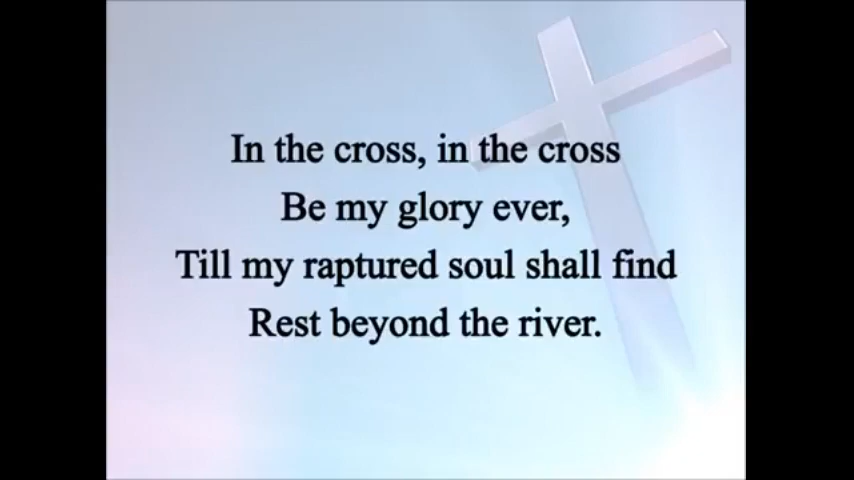 In the cross, in the cross
Be my glory ever,
Till my raptured soul shall find
Rest beyond the river.